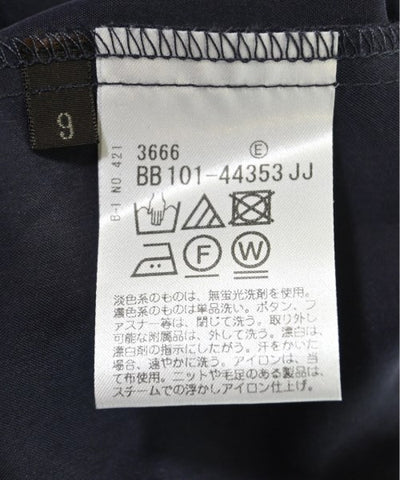 9
B-1 NO. 421
3666 E
BB101-44353JJ
F W
淡色系のものは、無蛍光洗剤を使用。
濃色系のものは単品洗い。ボタン、フ
ァスナー等は、閉じて洗う。取り外し
可能な附属品は、外して洗う。漂白は、
漂白剤の指示にしたがう。汗をかいた
場合、速やかに洗う。アイロンは、当
て布使用。ニットや毛足のある製品は、
スチームでの浮かしアイロン仕上げ。